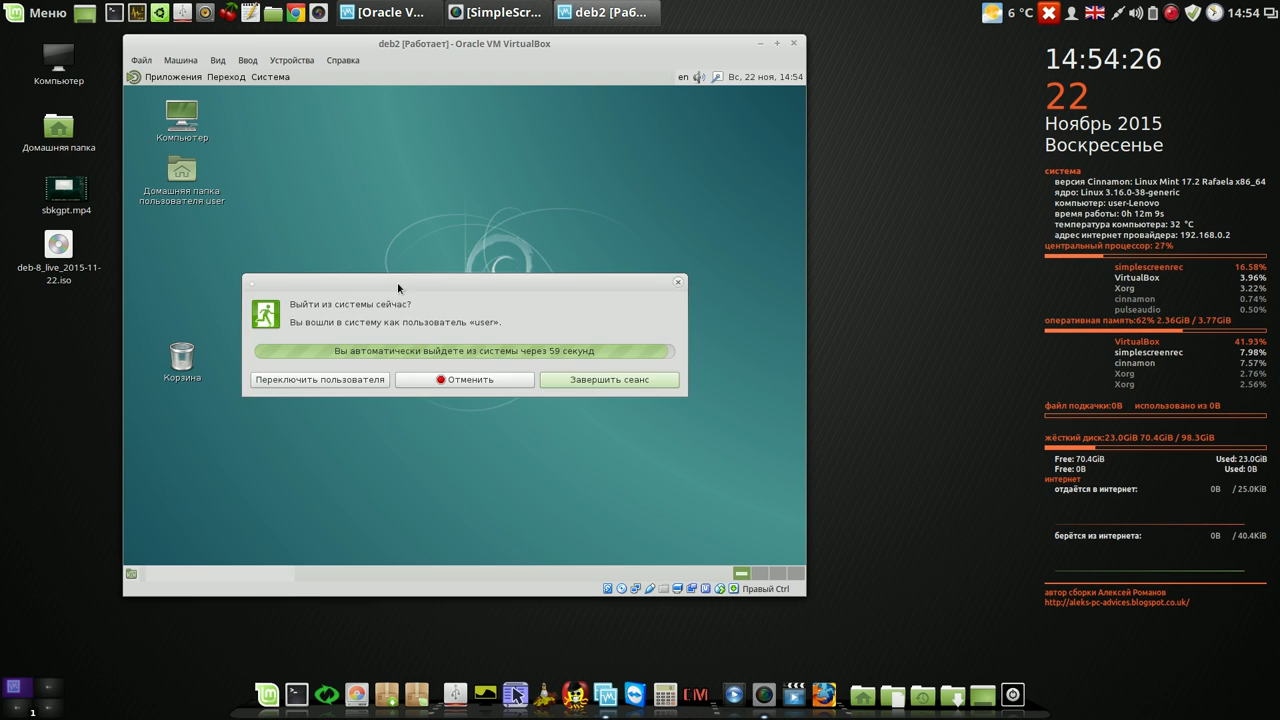 Меню
[Oracle V...
[SimpleScr...
deb2 [Раб...
6 °C
14:54
Компьютер
Домашняя папка
sbkgpt.mp4
deb-8_live_2015-11-
22.iso
deb2 [Работает] - Oracle VM VirtualBox
Файл Машина Вид Ввод Устройства Справка
Приложения Переход Система
en
Вс, 22 ноя, 14:54
Компьютер
Домашняя папка
пользователя user
Корзина
Выйти из системы сейчас?
Вы вошли в систему как пользователь «user».
Вы автоматически выйдете из системы через 59 секунд
Переключить пользователя
Отменить
Завершить сеанс
Правый Ctrl
14:54:26
22
Ноябрь 2015
Воскресенье
система
версия Cinnamon: Linux Mint 17.2 Rafaela x86_64
ядро: Linux 3.16.0-38-generic
компьютер: user-Lenovo
время работы: 0h 12m 9s
температура компьютера: 32 °C
адрес интернет провайдера: 192.168.0.2
центральный процессор: 27%
simplescreenrec 16.58%
VirtualBox 3.96%
Xorg 3.22%
cinnamon 0.74%
pulseaudio 0.50%
оперативная память:62% 2.36GiB / 3.77GiB
VirtualBox 41.93%
simplescreenrec 7.98%
cinnamon 7.57%
Xorg 2.76%
Xorg 2.56%
файл подкачки:0B использовано из 0B
жёсткий диск:23.0GiB 70.4GiB / 98.3GiB
Free: 70.4GiB Used: 23.0GiB
Free: 0B Used: 0B
интернет
отдаётся в интернет: 0B / 25.0KiB
берётся из интернета: 0B / 40.4KiB
автор сборки Алексей Романов
http://aleks-pc-advices.blogspot.co.uk/
1